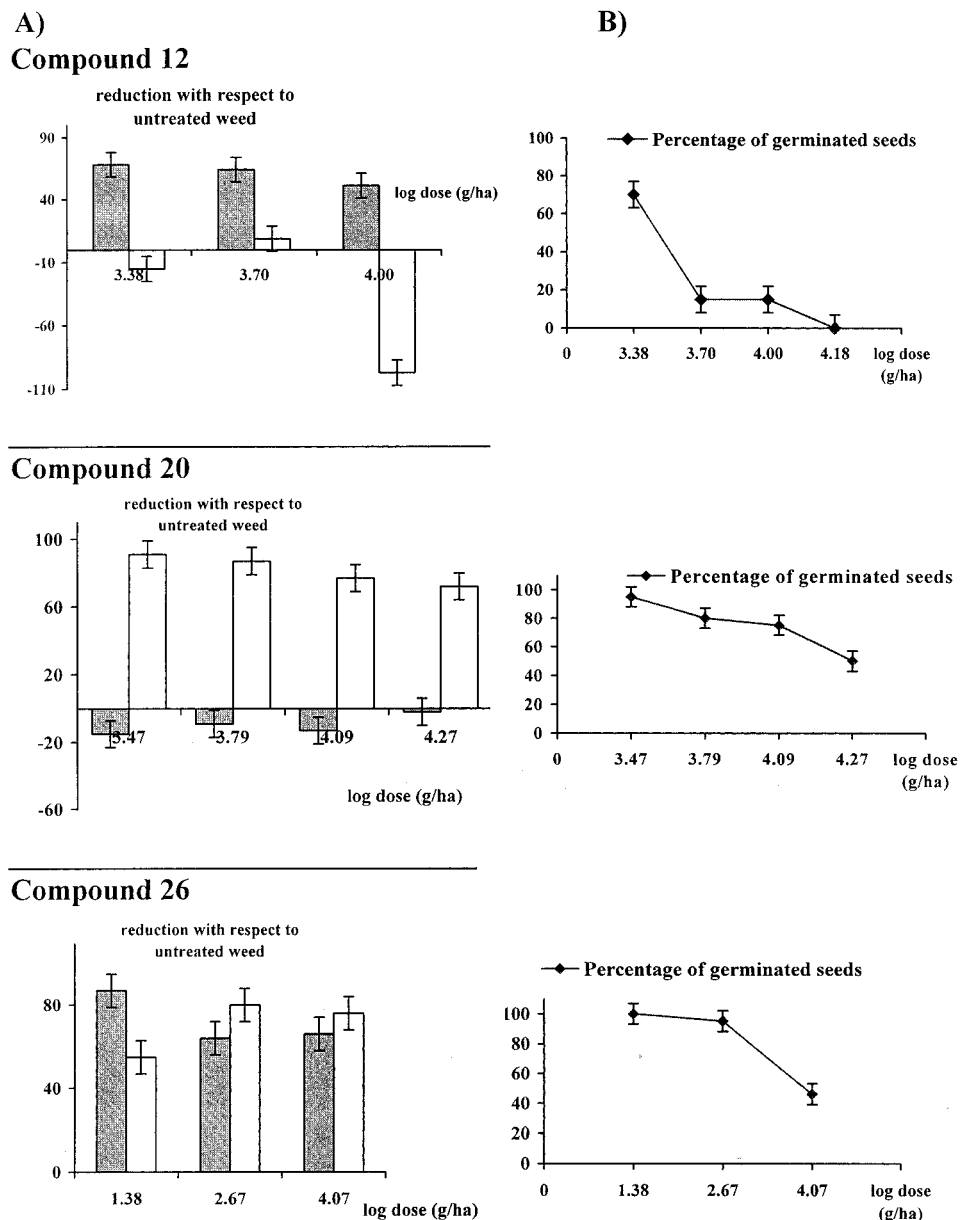 A)
B)
Compound 12
reduction with respect to
untreated weed
90
40
-10
-60
-110
log dose (g/ha)
3.38
3.70
4.00
Percentage of germinated seeds
100
80
60
40
20
0
0
3.38
3.70
4.00
4.18
log dose
(g/ha)
Compound 20
reduction with respect to
untreated weed
100
60
20
-20
-60
3.47
3.79
4.09
4.27
log dose (g/ha)
Percentage of germinated seeds
100
80
60
40
20
0
0
3.47
3.79
4.09
4.27
log dose
(g/ha)
Compound 26
reduction with respect to
untreated weed
80
40
0
1.38
2.67
4.07
log dose (g/ha)
Percentage of germinated seeds
100
80
60
40
20
0
0
1.38
2.67
4.07
log dose
(g/ha)